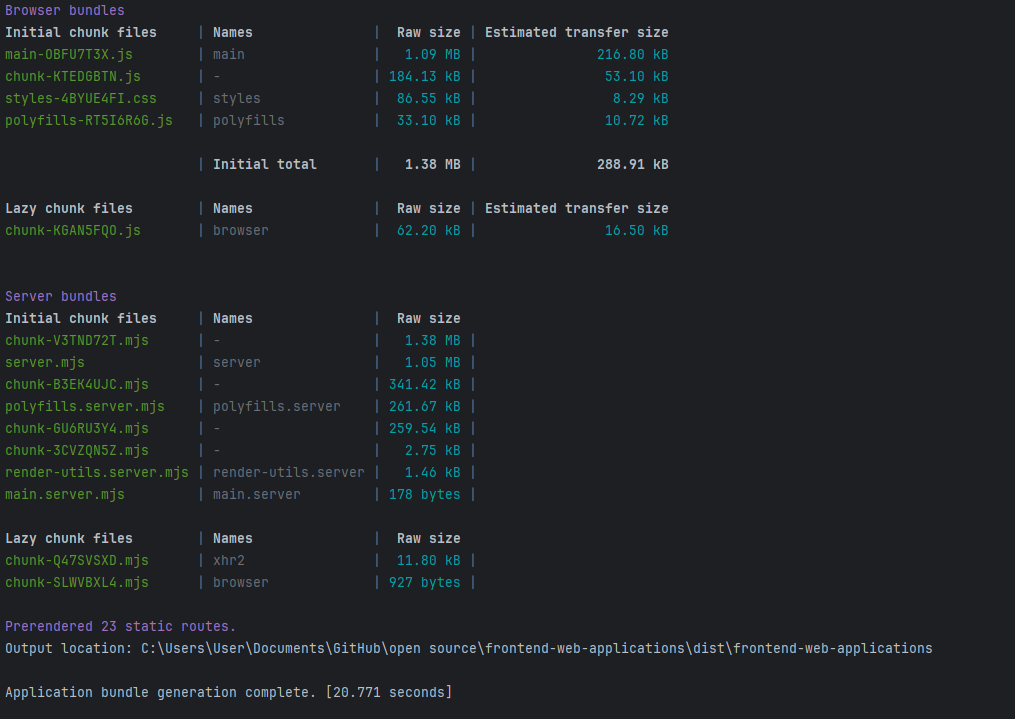 Browser bundles
Initial chunk files     | Names               |  Raw size | Estimated transfer size
main-OBFU7T3X.js        | main                |   1.09 MB |               216.80 kB
chunk-KTEDGBTN.js       | -                   | 184.13 kB |                53.10 kB
styles-4BYUE4FI.css     | styles              |  86.55 kB |                 8.29 kB
polyfills-RT5I6R6G.js   | polyfills           |  33.10 kB |                10.72 kB
                        | Initial total       |   1.38 MB |               288.91 kB
Lazy chunk files        | Names               |  Raw size | Estimated transfer size
chunk-KGAN5FQO.js       | browser             |  62.20 kB |                16.50 kB
Server bundles
Initial chunk files     | Names               |  Raw size
chunk-V3TND72T.mjs      | -                   |   1.38 MB |
server.mjs              | server              |   1.05 MB |
chunk-B3EK4UJC.mjs      | -                   | 341.42 kB |
polyfills.server.mjs    | polyfills.server    | 261.67 kB |
chunk-GU6RU3Y4.mjs      | -                   | 259.54 kB |
chunk-3CVZQN5Z.mjs      | -                   |   2.75 kB |
render-utils.server.mjs | render-utils.server |   1.46 kB |
main.server.mjs         | main.server         | 178 bytes |
Lazy chunk files        | Names               |  Raw size
chunk-Q47SVSXD.mjs      | xhr2                |  11.80 kB |
chunk-SLWVBXL4.mjs      | browser             | 927 bytes |
Prerendered 23 static routes.
Output location: C:\Users\User\Documents\GitHub\open source\frontend-web-applications\dist\frontend-web-applications
Application bundle generation complete. [20.771 seconds]